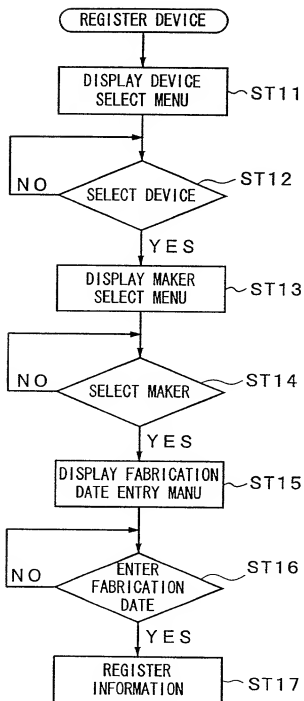 REGISTER DEVICE
DISPLAY DEVICE
SELECT MENU
ST11
SELECT DEVICE
ST12
NO
YES
DISPLAY MAKER
SELECT MENU
ST13
SELECT MAKER
ST14
NO
YES
DISPLAY FABRICATION
DATE ENTRY MANU
ST15
ENTER
FABRICATION
DATE
ST16
NO
YES
REGISTER
INFORMATION
ST17